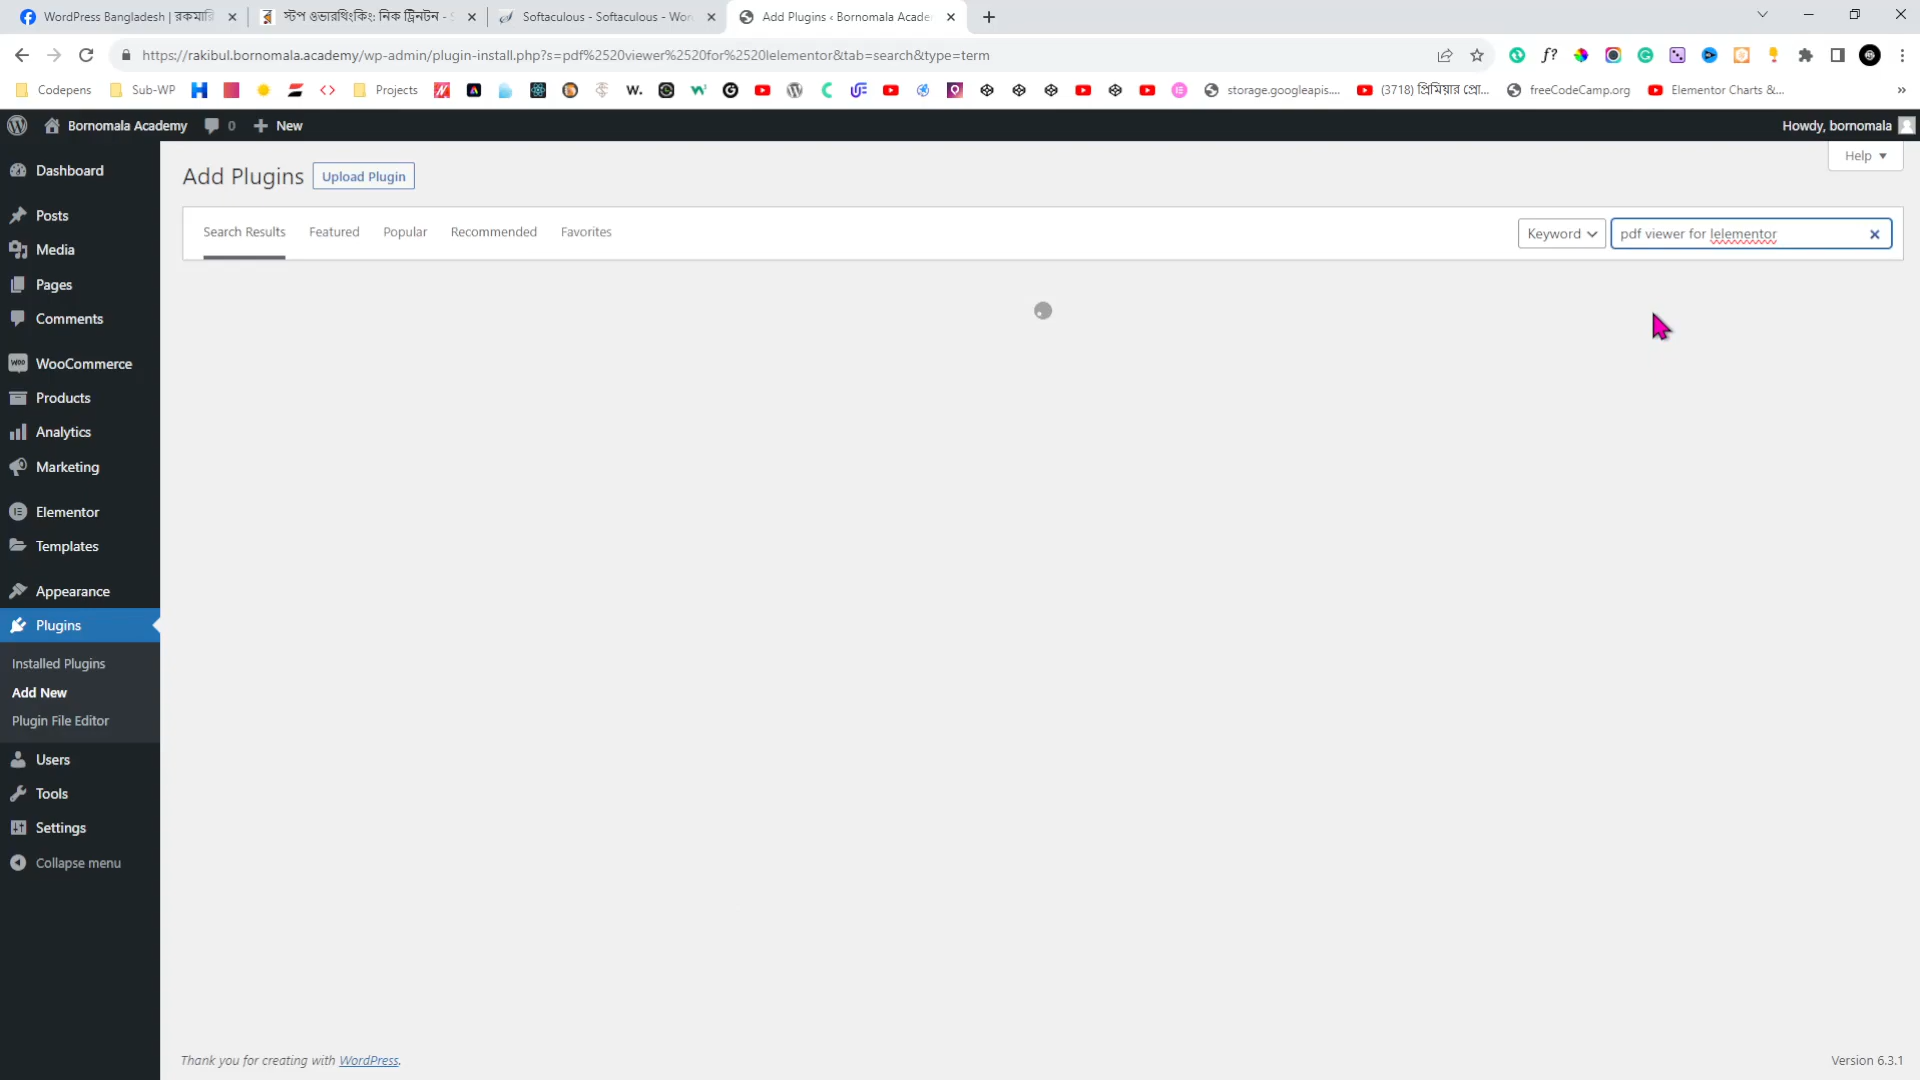 WordPress Bangladesh | রকমারি
স্টপ ওভারথিংকিং: নিক ট্রিনটন - S
Softaculous - Softaculous - Wor
Add Plugins ‹ Bornomala Acade
https://rakibul.bornomala.academy/wp-admin/plugin-install.php?s=pdf%2520viewer%2520for%2520lelementor&tab=search&type=term
Codepens
Sub-WP
Projects
storage.googleapis....
(3718) প্রিমিয়ার প্রো...
freeCodeCamp.org
Elementor Charts &...
Bornomala Academy
0
New
Howdy, bornomala
Help
Add Plugins
Upload Plugin
Search Results
Featured
Popular
Recommended
Favorites
Keyword
pdf viewer for lelementor
Dashboard
Posts
Media
Pages
Comments
WooCommerce
Products
Analytics
Marketing
Elementor
Templates
Appearance
Plugins
Installed Plugins
Add New
Plugin File Editor
Users
Tools
Settings
Collapse menu
Thank you for creating with WordPress.
Version 6.3.1